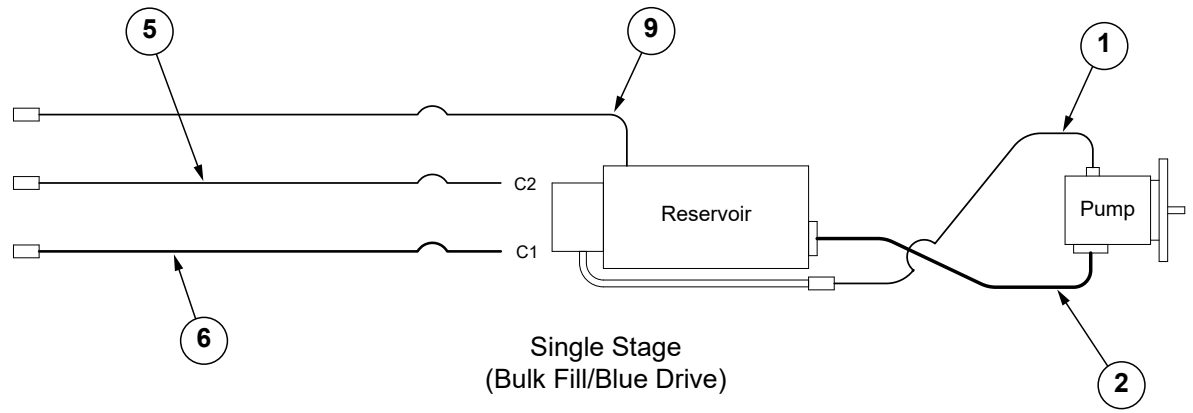 5
9
1
C2
Reservoir
Pump
C1
6
2
Single Stage
(Bulk Fill/Blue Drive)